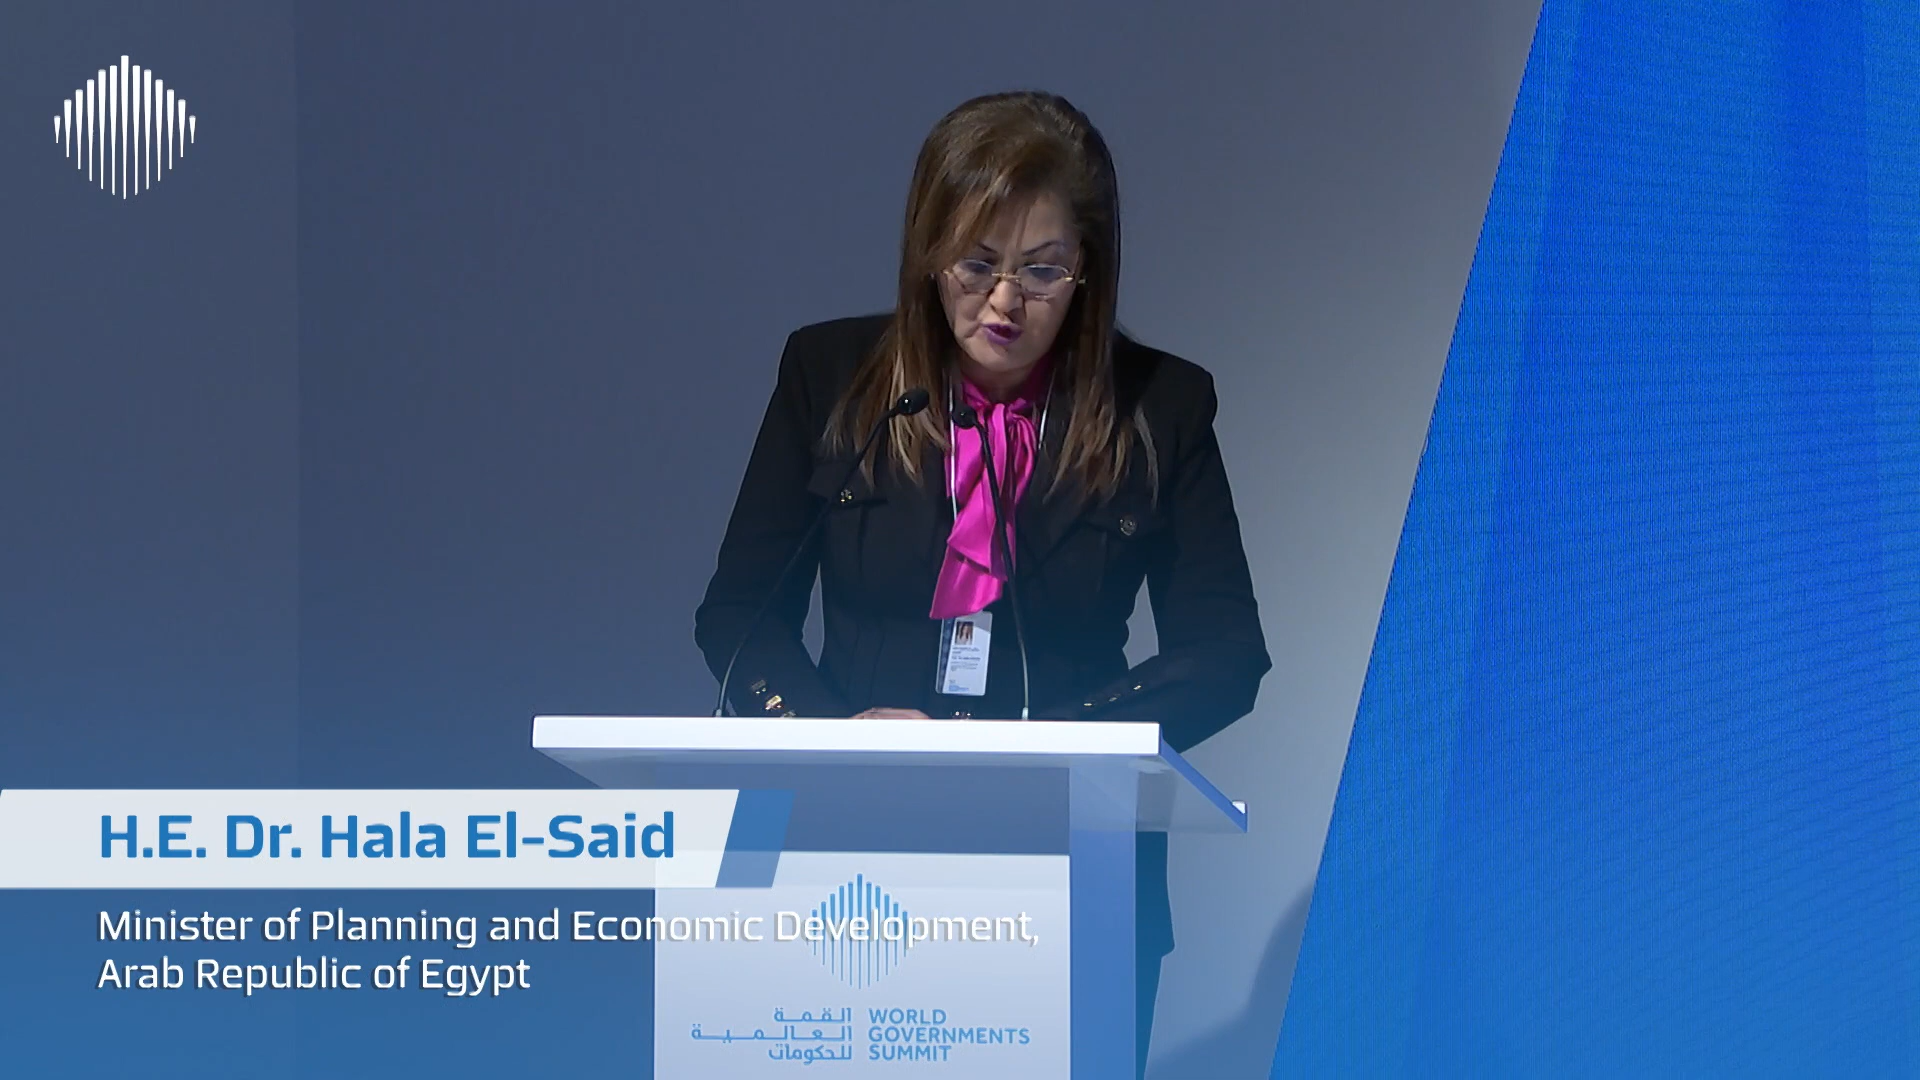 H.E. Dr. Hala El-Said
Minister of Planning and Economic Development,
Arab Republic of Egypt
القمة
العالمية
للحكومات
WORLD
GOVERNMENTS
SUMMIT